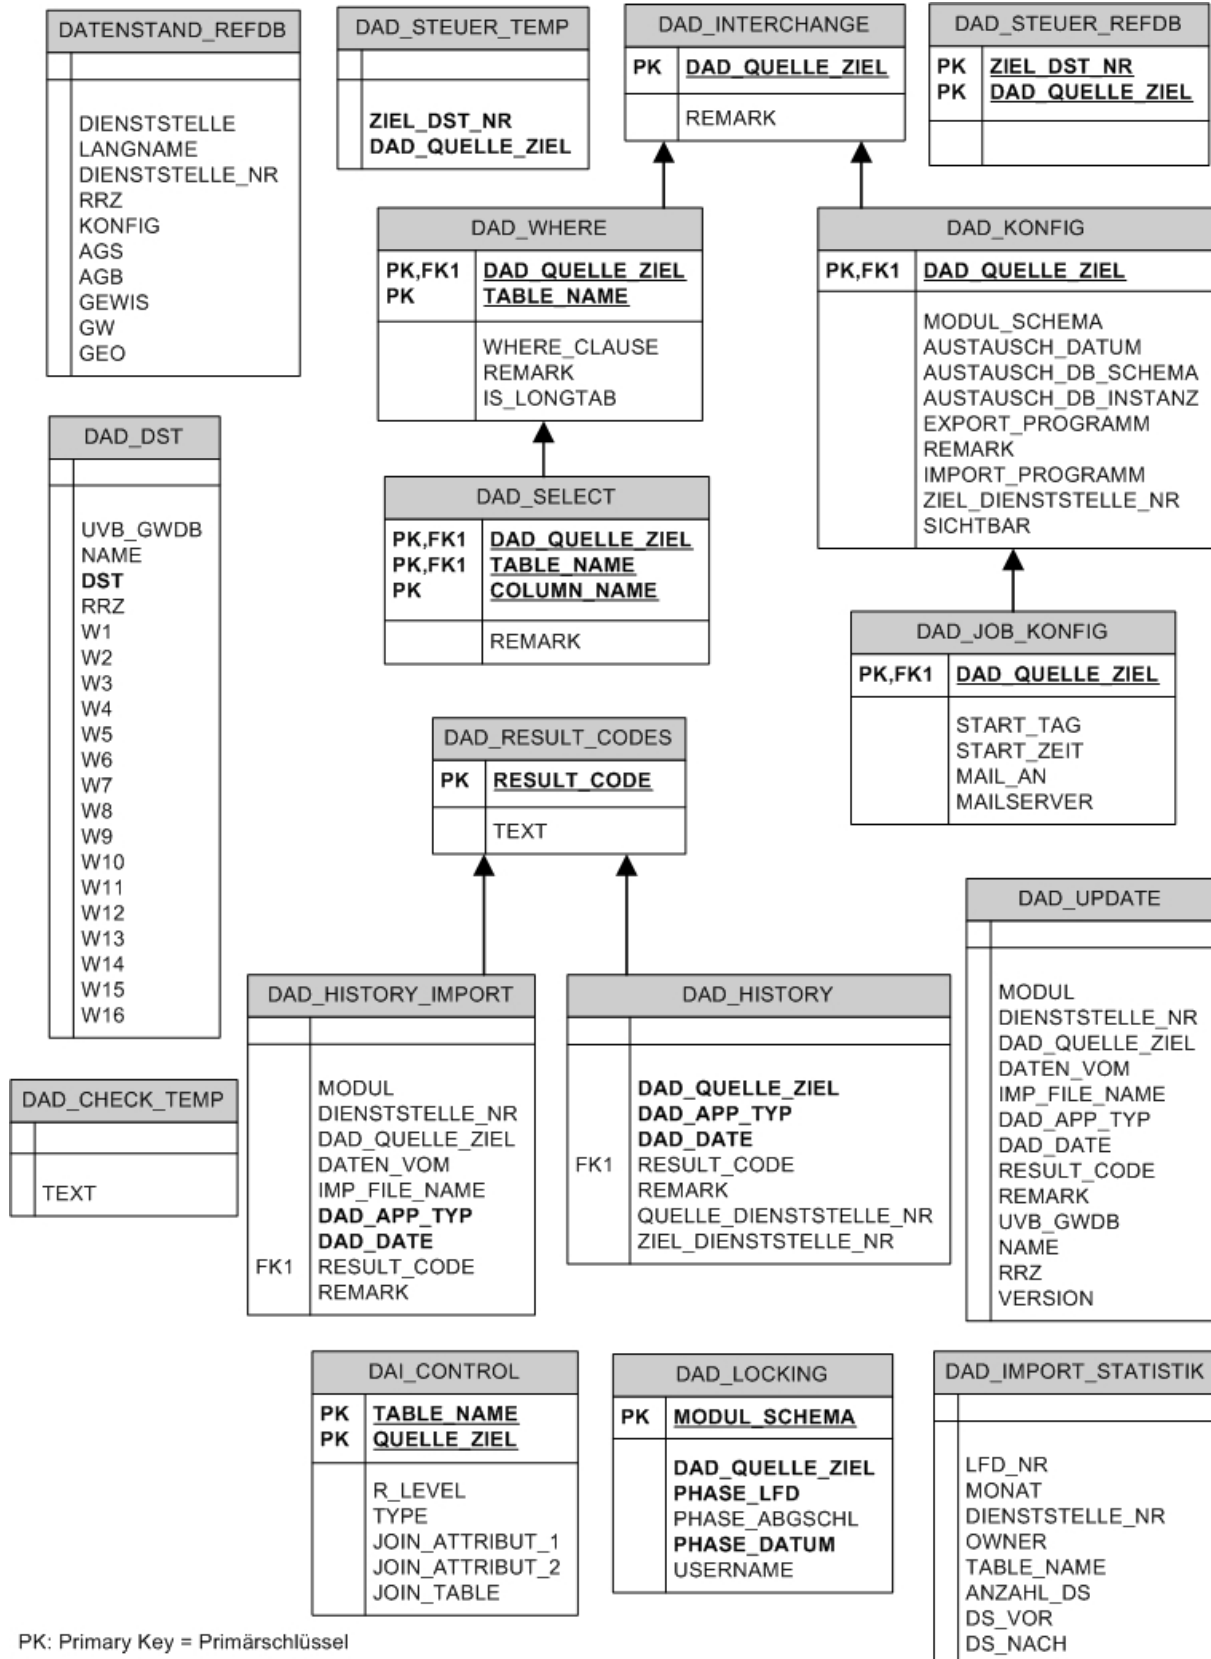 DATENSTAND_REFDB
DIENSTSTELLE
LANGNAME
DIENSTSTELLE_NR
RRZ
KONFIG
AGS
AGB
GEWIS
GW
GEO
DAD_STEUER_TEMP
ZIEL_DST_NR
DAD_QUELLE_ZIEL
DAD_INTERCHANGE
PK DAD_QUELLE_ZIEL
REMARK
DAD_STEUER_REFDB
PK ZIEL_DST_NR
PK DAD_QUELLE_ZIEL
DAD_WHERE
PK,FK1 DAD_QUELLE_ZIEL
PK TABLE_NAME
WHERE_CLAUSE
REMARK
IS_LONGTAB
DAD_KONFIG
PK,FK1 DAD_QUELLE_ZIEL
MODUL_SCHEMA
AUSTAUSCH_DATUM
AUSTAUSCH_DB_SCHEMA
AUSTAUSCH_DB_INSTANZ
EXPORT_PROGRAMM
REMARK
IMPORT_PROGRAMM
ZIEL_DIENSTSTELLE_NR
SICHTBAR
DAD_DST
UVB_GWDB
NAME
DST
RRZ
W1
W2
W3
W4
W5
W6
W7
W8
W9
W10
W11
W12
W13
W14
W15
W16
DAD_SELECT
PK,FK1 DAD_QUELLE_ZIEL
PK,FK1 TABLE_NAME
PK COLUMN_NAME
REMARK
DAD_JOB_KONFIG
PK,FK1 DAD_QUELLE_ZIEL
START_TAG
START_ZEIT
MAIL_AN
MAILSERVER
DAD_RESULT_CODES
PK RESULT_CODE
TEXT
DAD_UPDATE
MODUL
DIENSTSTELLE_NR
DAD_QUELLE_ZIEL
DATEN_VOM
IMP_FILE_NAME
DAD_APP_TYP
DAD_DATE
RESULT_CODE
REMARK
UVB_GWDB
NAME
RRZ
VERSION
DAD_HISTORY_IMPORT
MODUL
DIENSTSTELLE_NR
DAD_QUELLE_ZIEL
DATEN_VOM
IMP_FILE_NAME
DAD_APP_TYP
DAD_DATE
FK1 RESULT_CODE
REMARK
DAD_HISTORY
DAD_QUELLE_ZIEL
DAD_APP_TYP
DAD_DATE
FK1 RESULT_CODE
REMARK
QUELLE_DIENSTSTELLE_NR
ZIEL_DIENSTSTELLE_NR
DAD_CHECK_TEMP
TEXT
DAI_CONTROL
PK TABLE_NAME
PK QUELLE_ZIEL
R_LEVEL
TYPE
JOIN_ATTRIBUT_1
JOIN_ATTRIBUT_2
JOIN_TABLE
DAD_LOCKING
PK MODUL_SCHEMA
DAD_QUELLE_ZIEL
PHASE_LFD
PHASE_ABGSCHL
PHASE_DATUM
USERNAME
DAD_IMPORT_STATISTIK
LFD_NR
MONAT
DIENSTSTELLE_NR
OWNER
TABLE_NAME
ANZAHL_DS
DS_VOR
DS_NACH
PK: Primary Key = Primärschlüssel